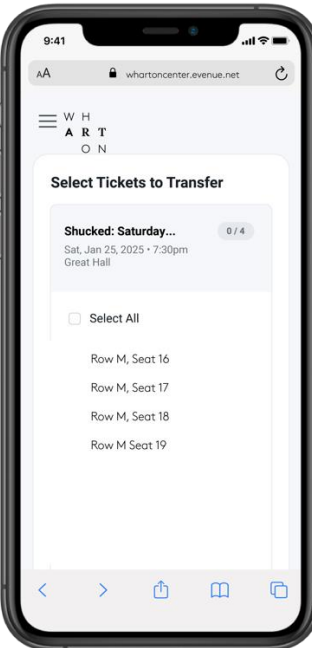 9:41
AA
whartoncenter.evenue.net
W H
A R T
O N
Select Tickets to Transfer
Shucked: Saturday...
0 / 4
Sat, Jan 25, 2025 • 7:30pm
Great Hall
Select All
Row M, Seat 16
Row M, Seat 17
Row M, Seat 18
Row M Seat 19